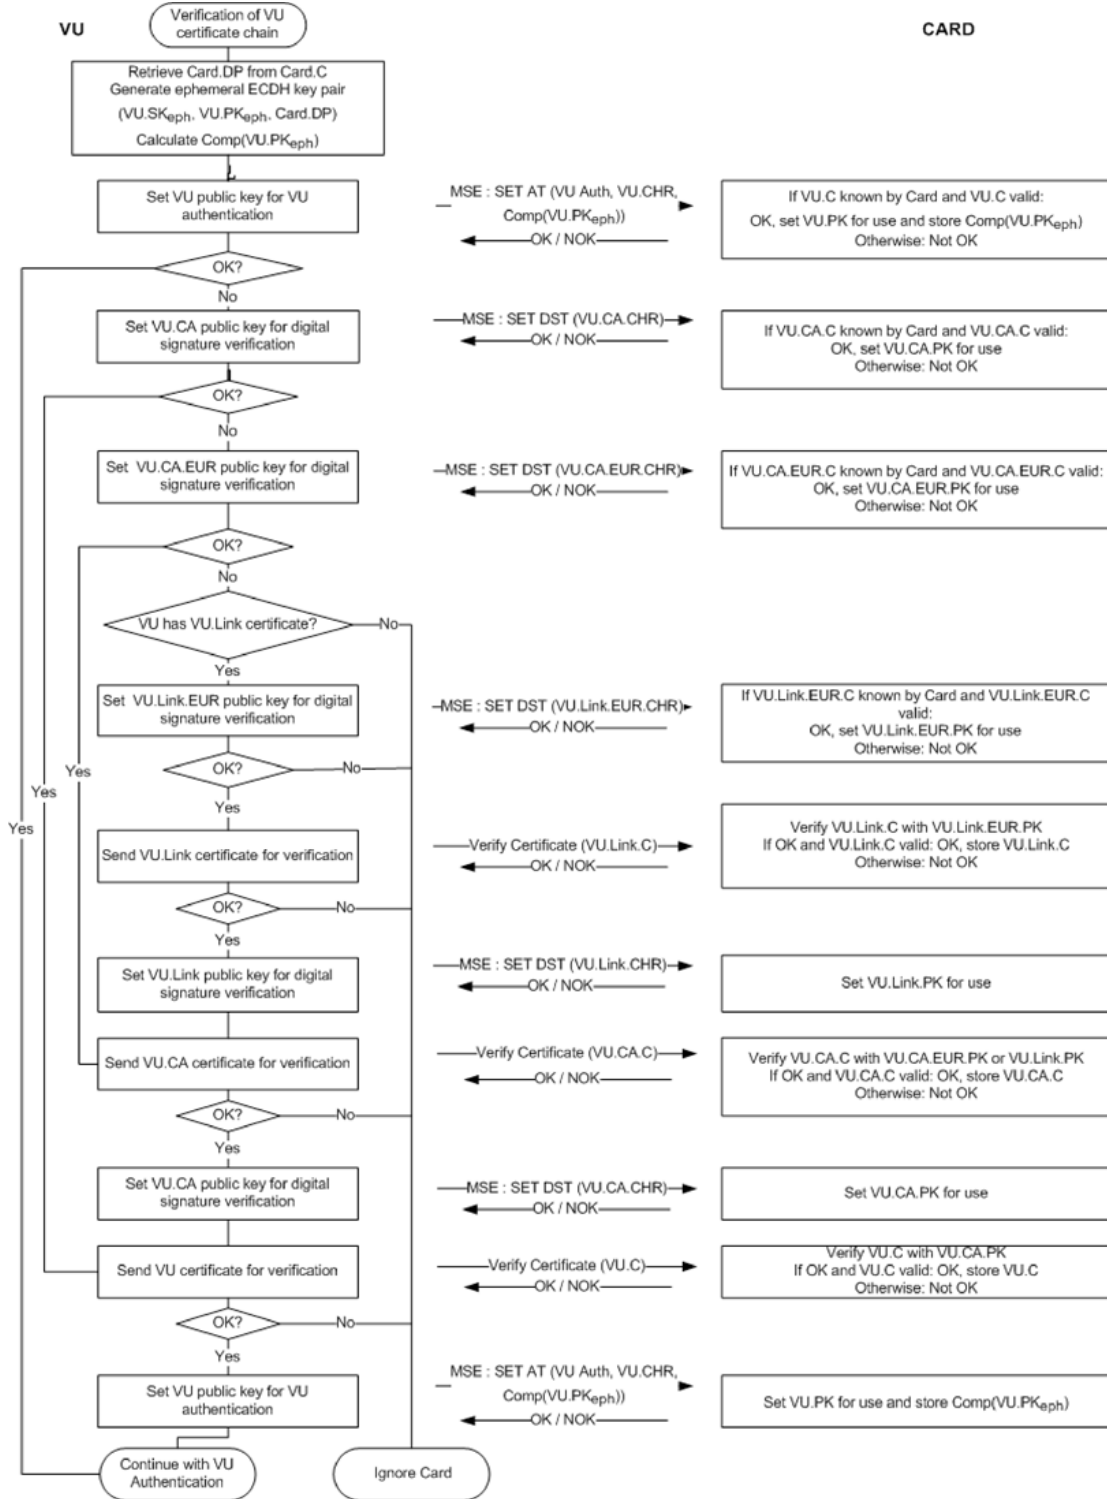 VU
Verification of VU
certificate chain
CARD
Retrieve Card.DP from Card.C
Generate ephemeral ECDH key pair
(VU.SKeph, VU.PKeph, Card.DP)
Calculate Comp(VU.PKeph)
Set VU public key for VU
authentication
MSE : SET AT (VU Auth, VU.CHR,
Comp(VU.PKeph))
OK / NOK
If VU.C known by Card and VU.C valid:
OK, set VU.PK for use and store Comp(VU.PKeph)
Otherwise: Not OK
OK?
No
Set VU.CA public key for digital
signature verification
MSE : SET DST (VU.CA.CHR)
OK / NOK
If VU.CA.C known by Card and VU.CA.C valid:
OK, set VU.CA.PK for use
Otherwise: Not OK
OK?
No
Set VU.CA.EUR public key for digital
signature verification
MSE : SET DST (VU.CA.EUR.CHR)
OK / NOK
If VU.CA.EUR.C known by Card and VU.CA.EUR.C valid:
OK, set VU.CA.EUR.PK for use
Otherwise: Not OK
OK?
No
VU has VU.Link certificate?
No
Yes
Set VU.Link.EUR public key for digital
signature verification
MSE : SET DST (VU.Link.EUR.CHR)
OK / NOK
If VU.Link.EUR.C known by Card and VU.Link.EUR.C
valid:
OK, set VU.Link.EUR.PK for use
Otherwise: Not OK
OK?
No
Yes
Yes
Yes
Yes
Send VU.Link certificate for verification
Verify Certificate (VU.Link.C)
OK / NOK
Verify VU.Link.C with VU.Link.EUR.PK
If OK and VU.Link.C valid: OK, store VU.Link.C
Otherwise: Not OK
OK?
No
Yes
Set VU.Link public key for digital
signature verification
MSE : SET DST (VU.Link.CHR)
OK / NOK
Set VU.Link.PK for use
Send VU.CA certificate for verification
Verify Certificate (VU.CA.C)
OK / NOK
Verify VU.CA.C with VU.CA.EUR.PK or VU.Link.PK
If OK and VU.CA.C valid: OK, store VU.CA.C
Otherwise: Not OK
OK?
No
Yes
Set VU.CA public key for digital
signature verification
MSE : SET DST (VU.CA.CHR)
OK / NOK
Set VU.CA.PK for use
Send VU certificate for verification
Verify Certificate (VU.C)
OK / NOK
Verify VU.C with VU.CA.PK
If OK and VU.C valid: OK, store VU.C
Otherwise: Not OK
OK?
No
Yes
Set VU public key for VU
authentication
MSE : SET AT (VU Auth, VU.CHR,
Comp(VU.PKeph))
OK / NOK
Set VU.PK for use and store Comp(VU.PKeph)
Continue with VU
Authentication
Ignore Card